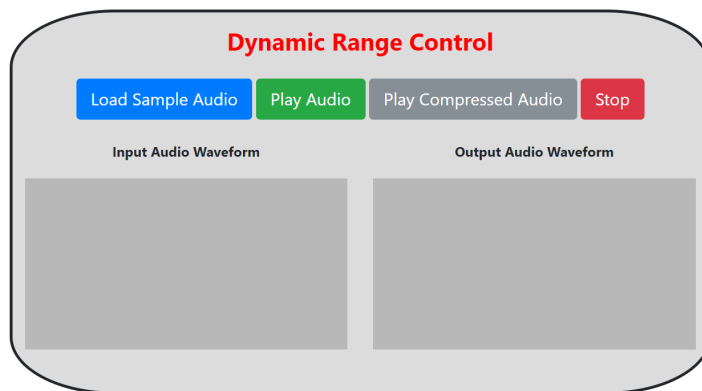 Dynamic Range Control
Load Sample Audio Play Audio Play Compressed Audio Stop
Input Audio Waveform Output Audio Waveform